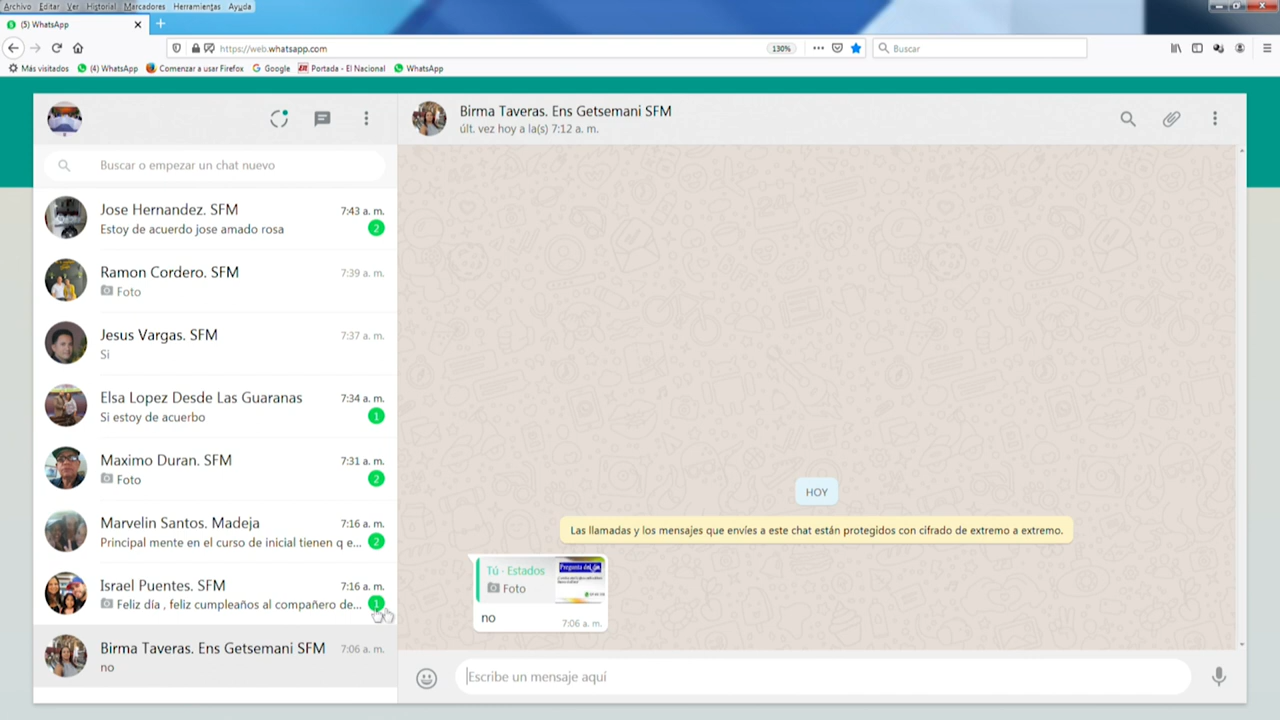 Archivo Editar Ver Historial Marcadores Herramientas Ayuda
(5) WhatsApp
https://web.whatsapp.com
130%
Buscar
Más visitados (4) WhatsApp Comenzar a usar Firefox Google Portada - El Nacional WhatsApp
Buscar o empezar un chat nuevo
Jose Hernandez. SFM 7:43 a. m.
Estoy de acuerdo jose amado rosa 2
Ramon Cordero. SFM 7:39 a. m.
Foto
Jesus Vargas. SFM 7:37 a. m.
Si
Elsa Lopez Desde Las Guaranas 7:34 a. m.
Si estoy de acuerbo 1
Maximo Duran. SFM 7:31 a. m.
Foto 2
Marvelin Santos. Madeja 7:16 a. m.
Principal mente en el curso de inicial tienen q e... 2
Israel Puentes. SFM 7:16 a. m.
Feliz día , feliz cumpleaños al compañero de... 1
Birma Taveras. Ens Getsemani SFM 7:06 a. m.
no
Birma Taveras. Ens Getsemani SFM
últ. vez hoy a la(s) 7:12 a. m.
HOY
Las llamadas y los mensajes que envíes a este chat están protegidos con cifrado de extremo a extremo.
Tú · Estados
Foto
Pregunta del día
no
7:06 a. m.
Escribe un mensaje aquí